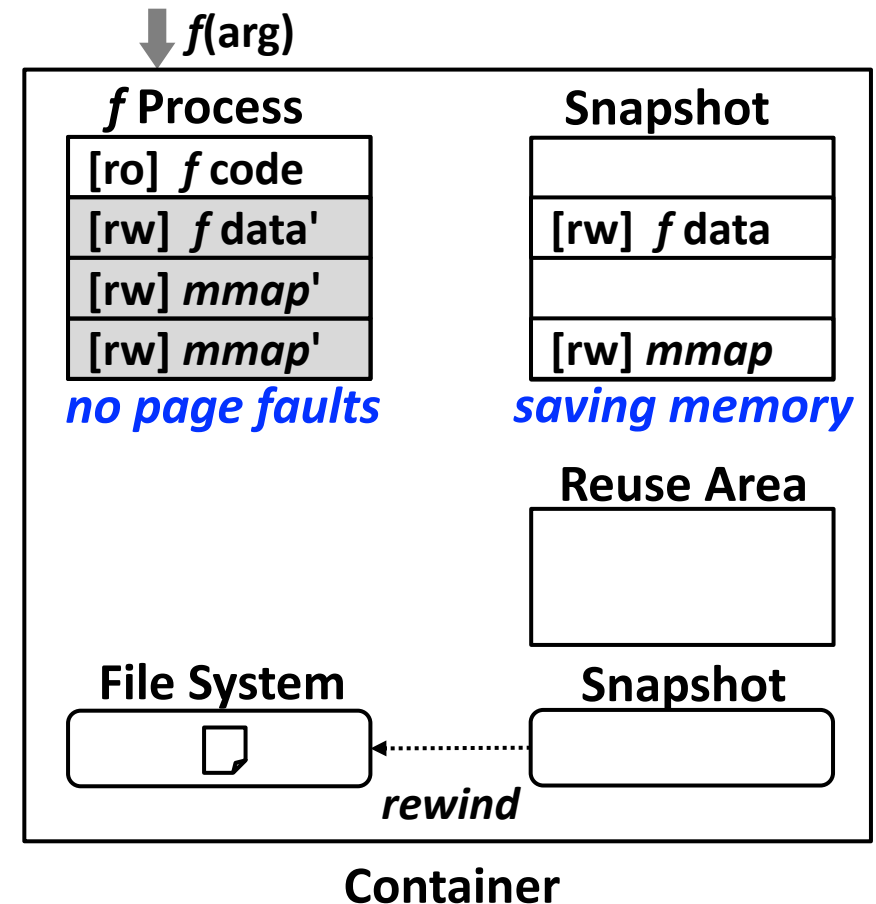 f(arg)
f Process
[ro] f code
[rw] f data'
[rw] mmap'
[rw] mmap'
no page faults
Snapshot
[rw] f data
[rw] mmap
saving memory
Reuse Area
File System
Snapshot
rewind
Container